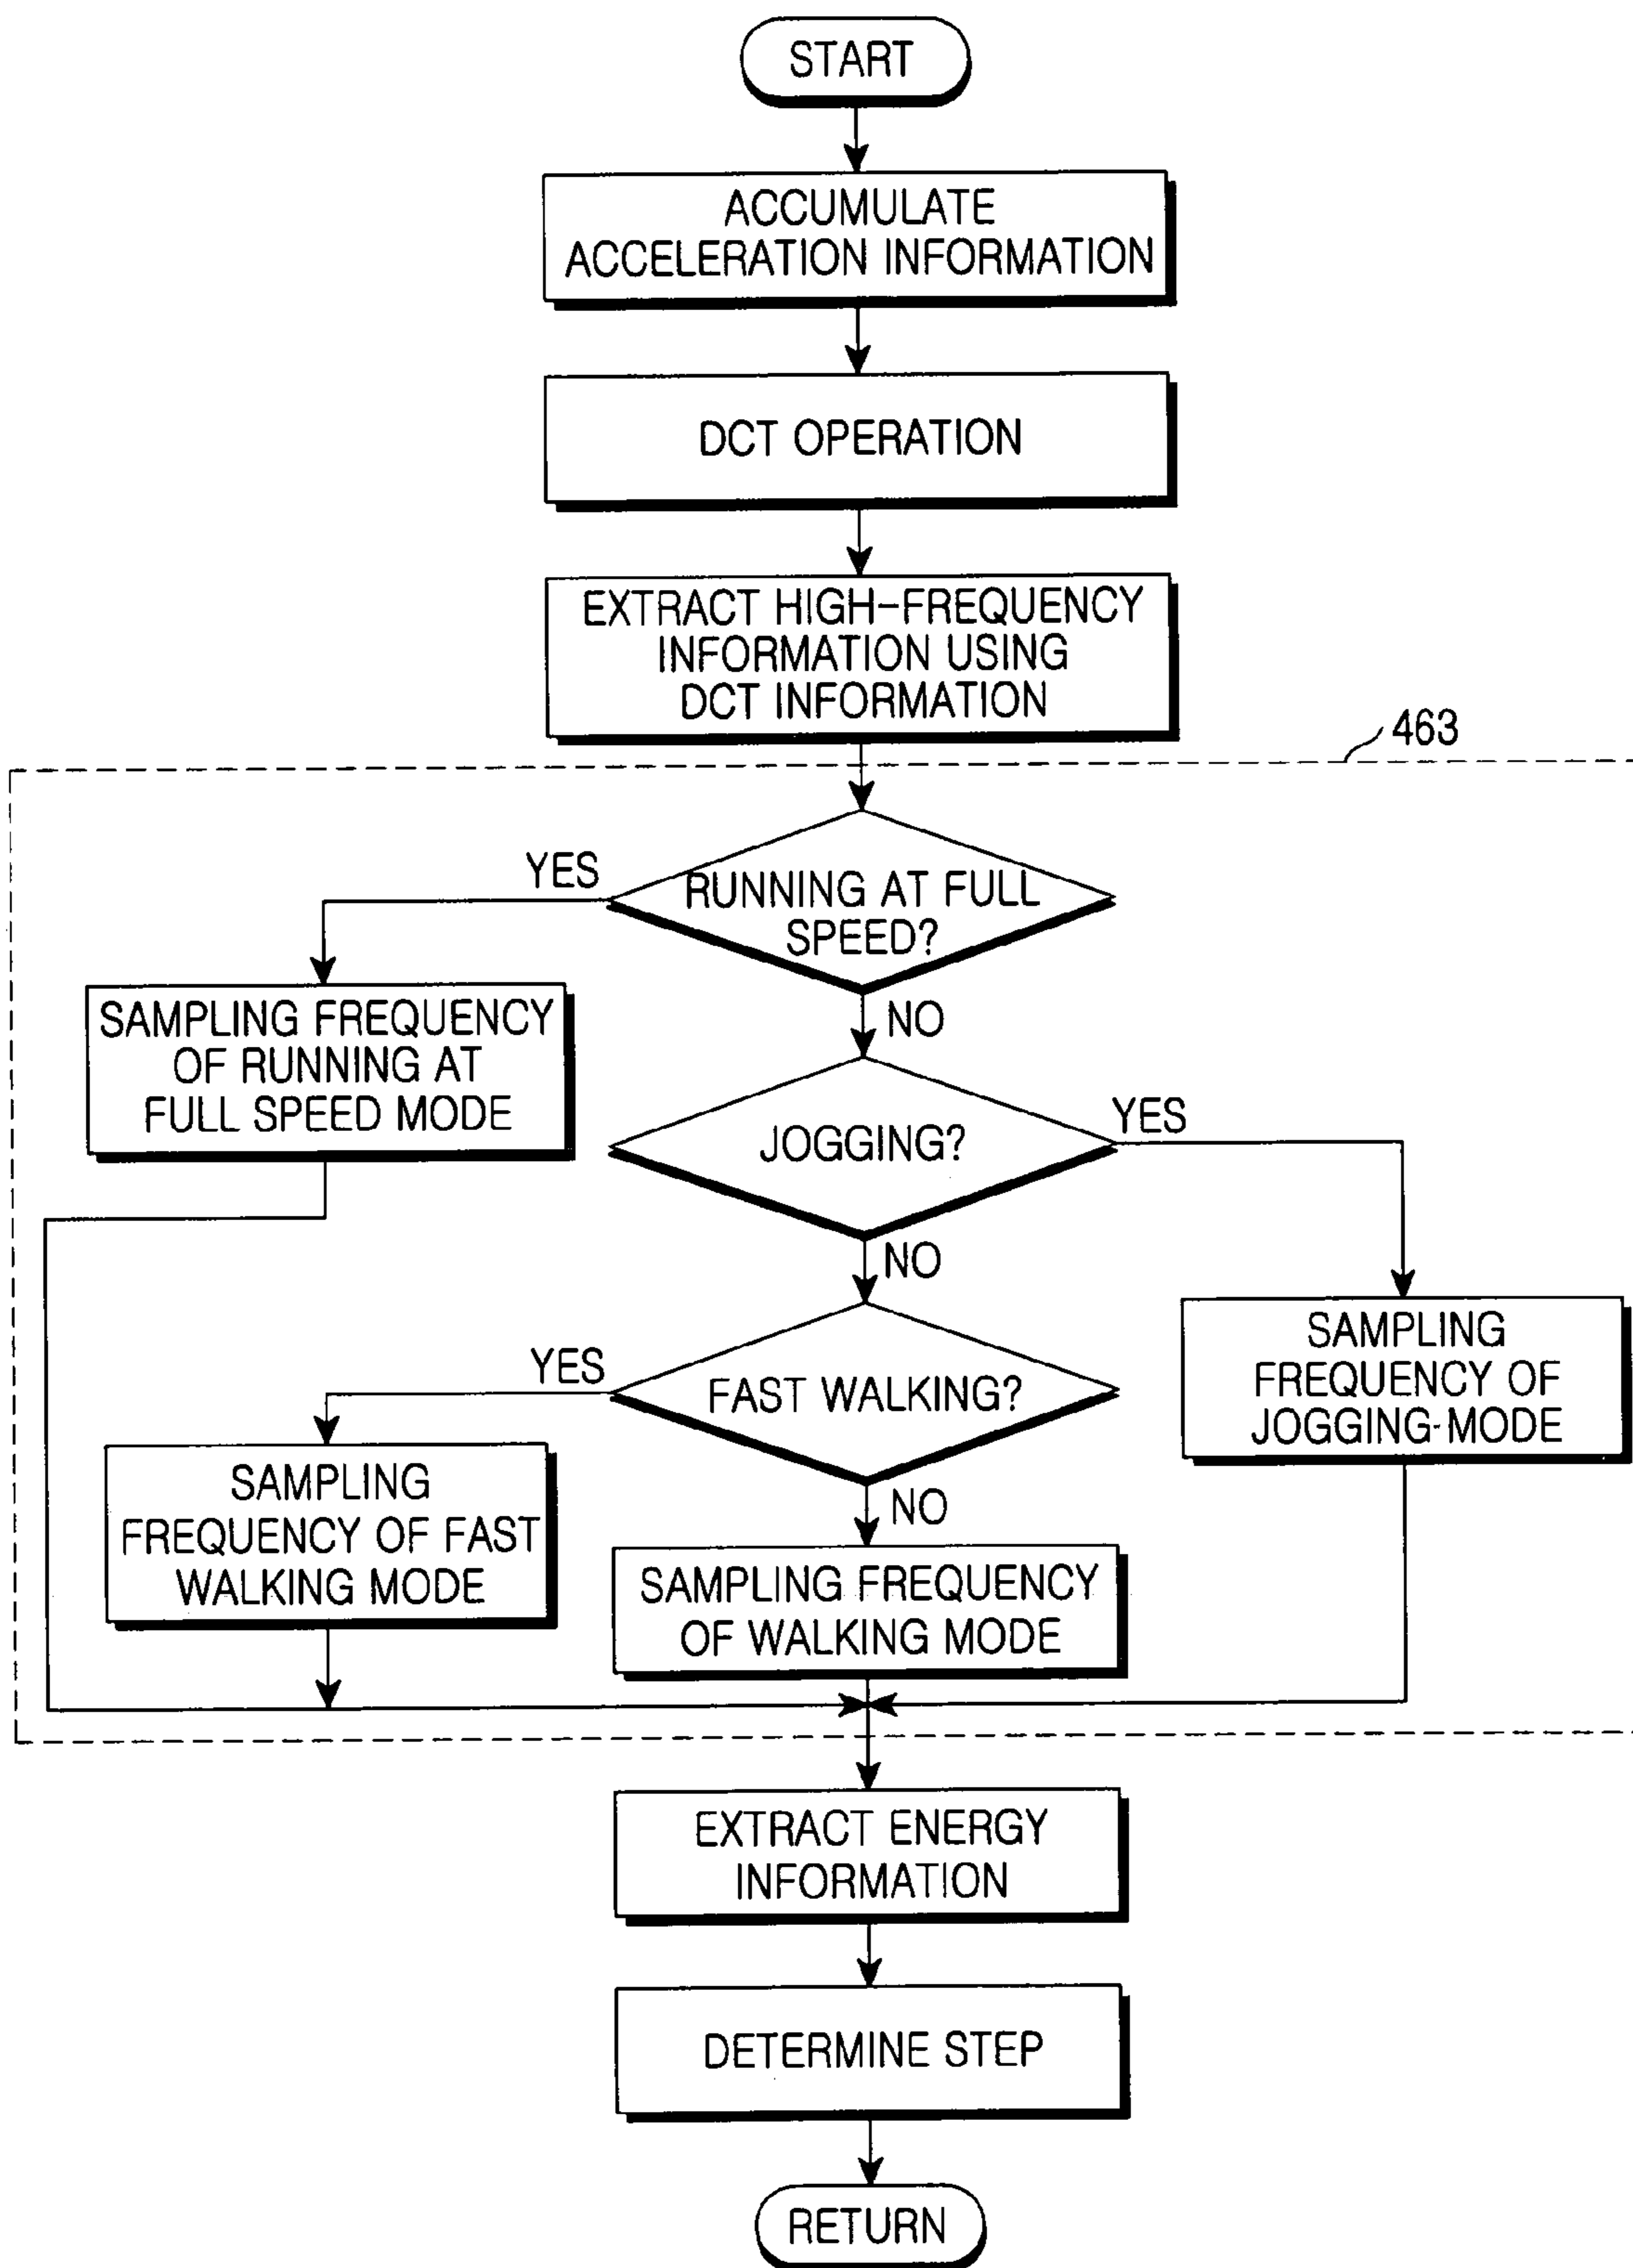 START
ACCUMULATE
ACCELERATION INFORMATION
DCT OPERATION
EXTRACT HIGH-FREQUENCY
INFORMATION USING
DCT INFORMATION
463
YES
RUNNING AT FULL
SPEED?
NO
SAMPLING FREQUENCY
OF RUNNING AT
FULL SPEED MODE
JOGGING?
YES
NO
SAMPLING
FREQUENCY OF
JOGGING-MODE
YES
FAST WALKING?
NO
SAMPLING
FREQUENCY OF FAST
WALKING MODE
SAMPLING FREQUENCY
OF WALKING MODE
EXTRACT ENERGY
INFORMATION
DETERMINE STEP
RETURN